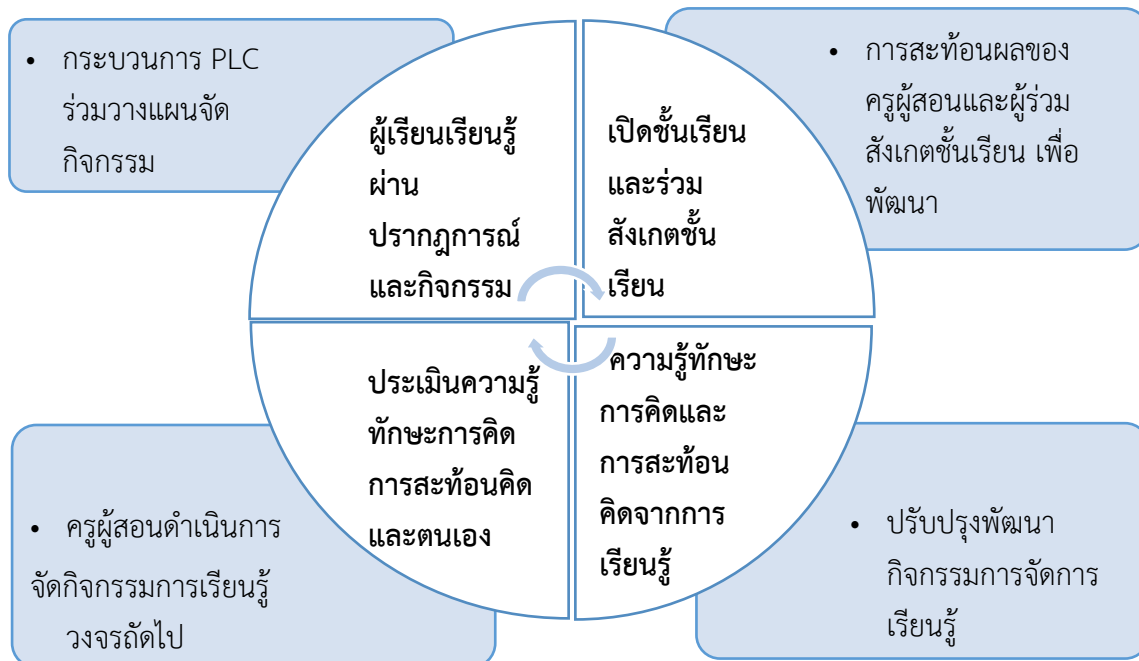 • กระบวนการ PLC
ร่วมวางแผนจัด
กิจกรรม
ผู้เรียนเรียนรู้
ผ่าน
ปรากฏการณ์
และกิจกรรม
เปิดชั้นเรียน
และร่วม
สังเกตชั้น
เรียน
• การสะท้อนผลของ
ครูผู้สอนและผู้ร่วม
สังเกตชั้นเรียน เพื่อ
พัฒนา
• ครูผู้สอนดำเนินการ
จัดกิจกรรมการเรียนรู้
วงจรถัดไป
ประเมินความรู้
ทักษะการคิด
การสะท้อนคิด
และตนเอง
ความรู้ทักษะ
การคิดและ
การสะท้อน
คิดจากการ
เรียนรู้
• ปรับปรุงพัฒนา
กิจกรรมการจัดการ
เรียนรู้